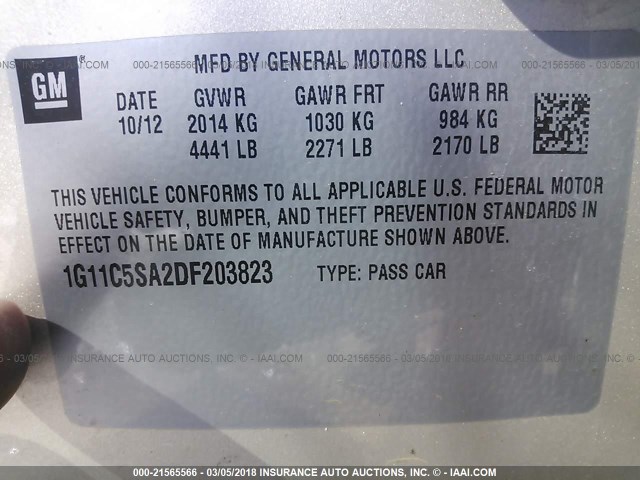 GM®
MFD BY GENERAL MOTORS LLC
DATE GVWR GAWR FRT GAWR RR
10/12 2014 KG 1030 KG 984 KG
4441 LB 2271 LB 2170 LB
THIS VEHICLE CONFORMS TO ALL APPLICABLE U.S. FEDERAL MOTOR
VEHICLE SAFETY, BUMPER, AND THEFT PREVENTION STANDARDS IN
EFFECT ON THE DATE OF MANUFACTURE SHOWN ABOVE.
1G11C5SA2DF203823 TYPE: PASS CAR
000-21565566 - 03/05/2018 INSURANCE AUTO AUCTIONS, INC. © - IAAI.COM